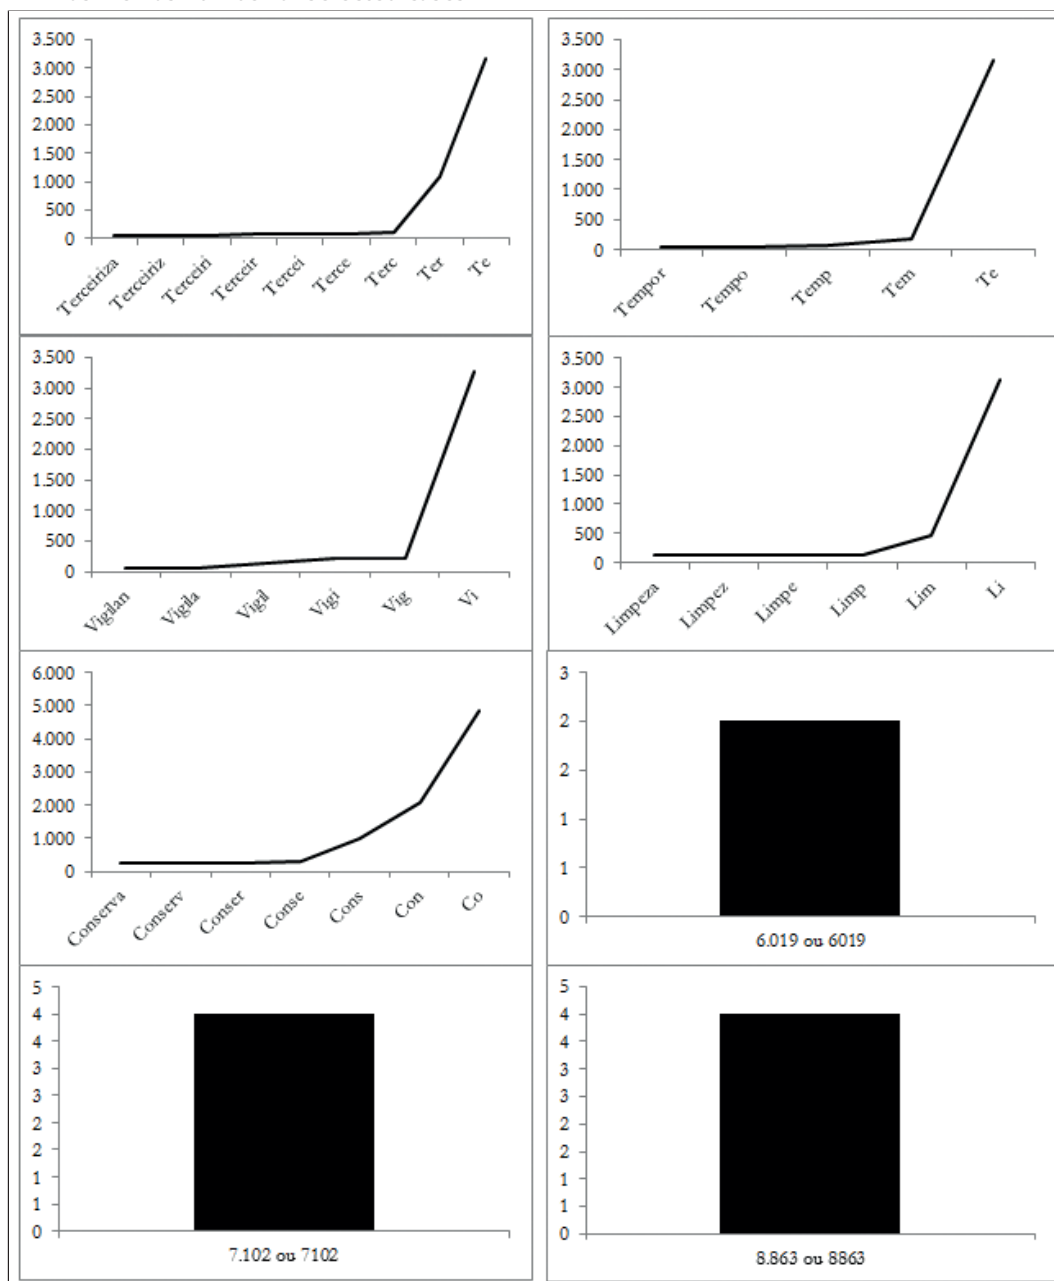 3.500
3.000
2.500
2.000
1.500
1.000
500
0
Terceiriza
Terceiriz
Terceiri
Terceir
Tercei
Terce
Terc
Ter
Te
3.500
3.000
2.500
2.000
1.500
1.000
500
0
Tempor
Tempo
Temp
Tem
Te
3.500
3.000
2.500
2.000
1.500
1.000
500
0
Vigilan
Vigila
Vigil
Vigi
Vig
Vi
3.500
3.000
2.500
2.000
1.500
1.000
500
0
Limpeza
Limpez
Limpe
Limp
Lim
Li
6.000
5.000
4.000
3.000
2.000
1.000
0
Conserva
Conserv
Conser
Conse
Cons
Con
Co
3
2
2
1
1
0
6.019 ou 6019
5
4
4
3
3
2
2
1
1
0
7.102 ou 7102
5
4
4
3
3
2
2
1
1
0
8.863 ou 8863